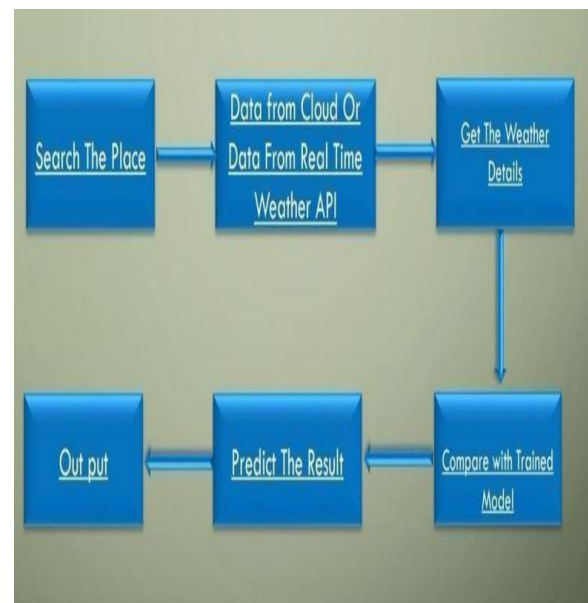 Search The Place
Data from Cloud Or
Data From Real Time
Weather API
Get The Weather
Details
Compare with Trained
Model
Predict The Result
Out put